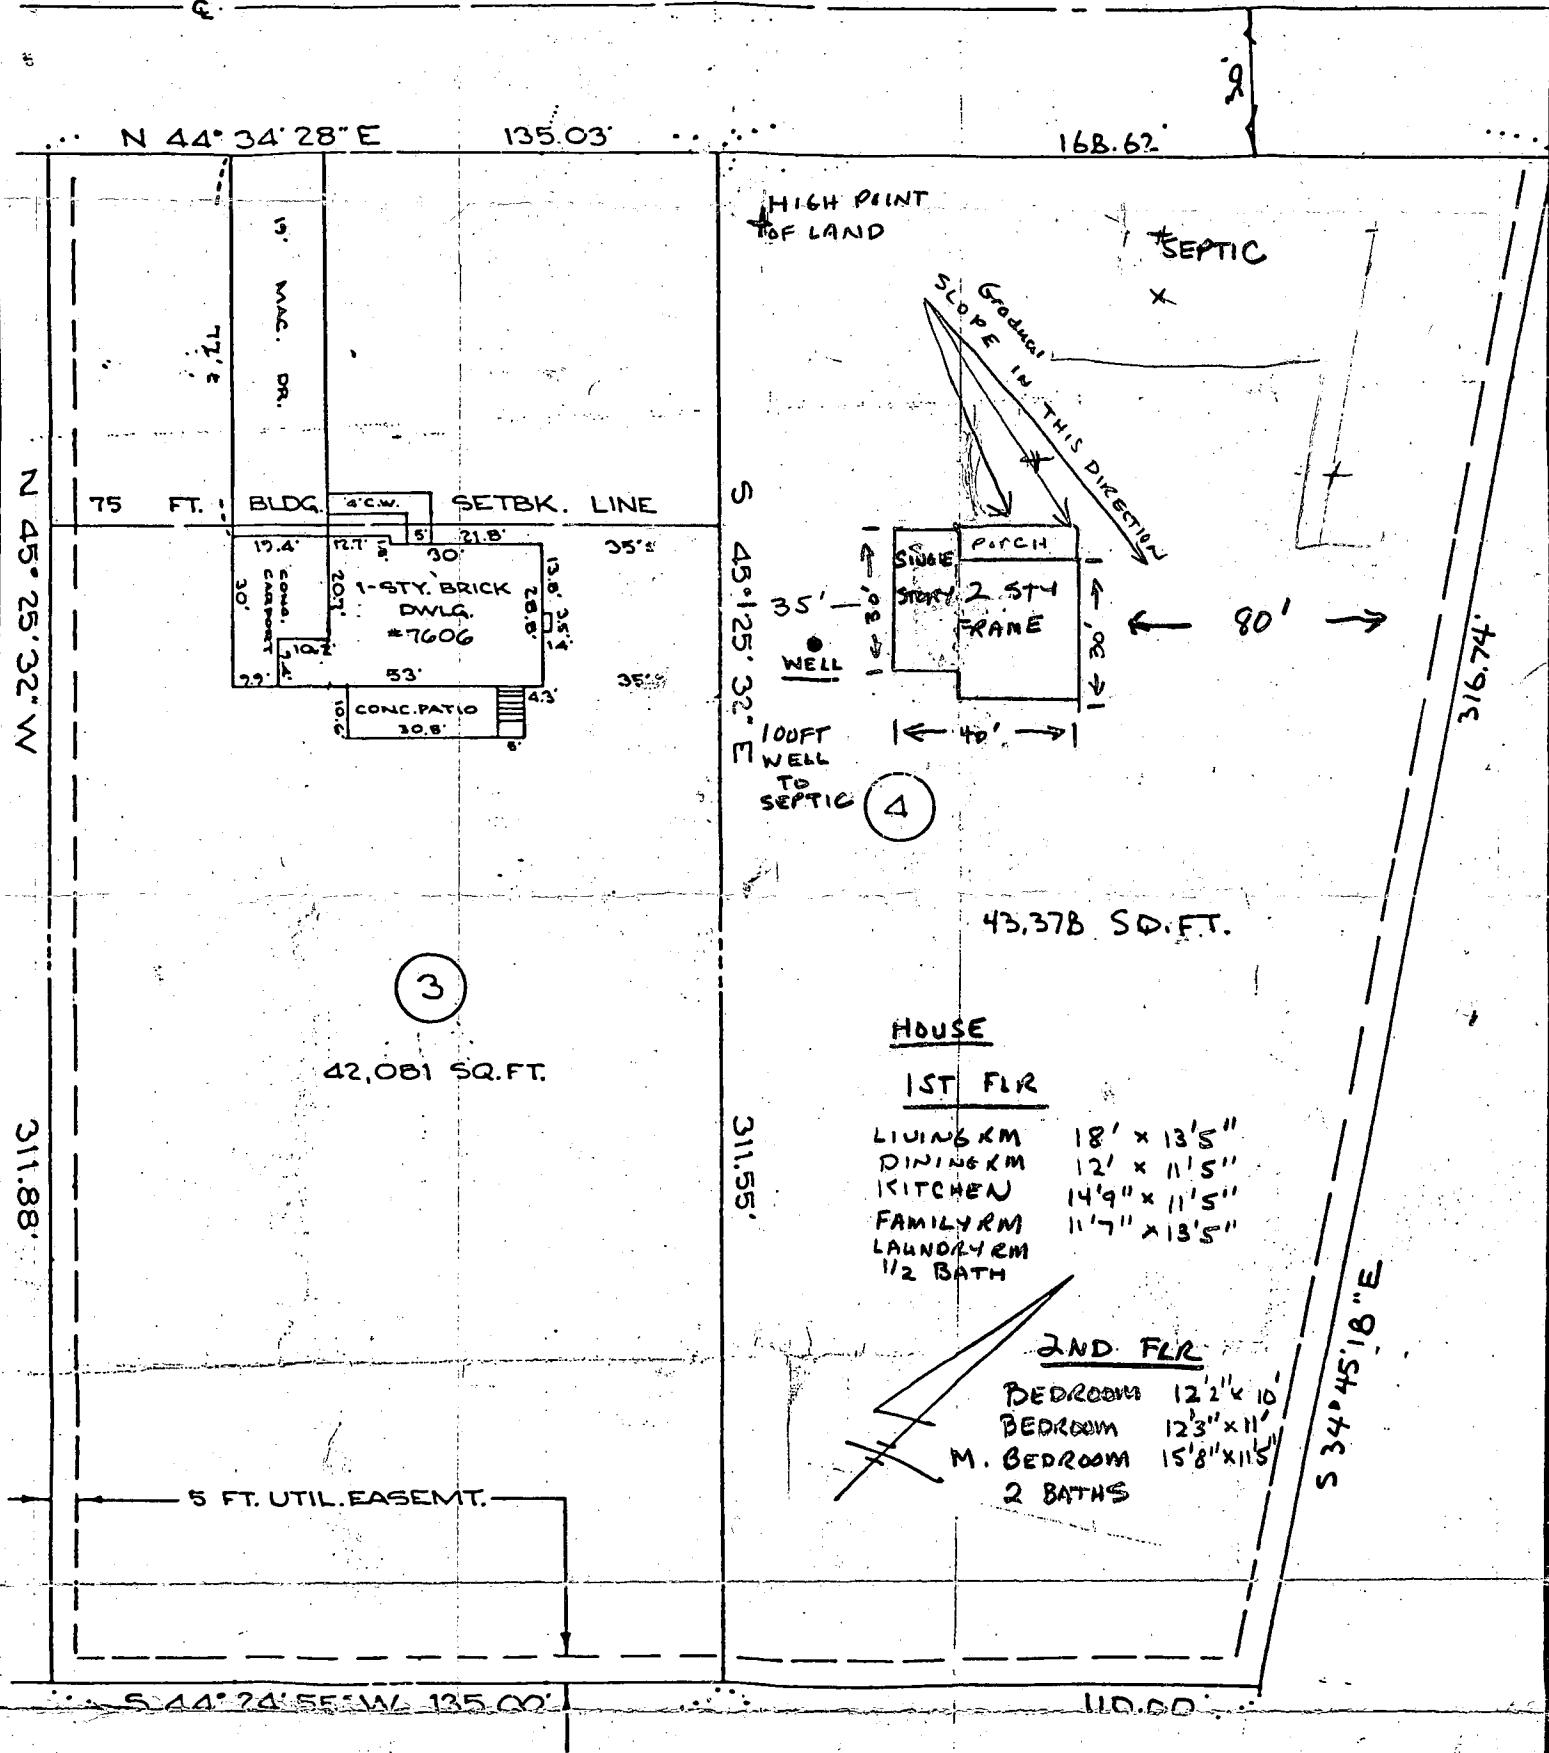 ℄
30'
N 44° 34' 28" E 135.03'
168.62'
HIGH POINT
OF LAND
SEPTIC
Gradual
SLOPE IN THIS DIRECTION
MAC. DR.
N 45° 25' 32" W
311.88'
75 FT. BLDG. SETBK. LINE
4' C.W.
5'
21.8'
19.4'
12.7'
30'
35'±
30'
CONC. CARPORT
20.7'
1-STY. BRICK
DWLG.
#7606
13.8'
28.8'
3.5'
10.2'
7.4'
53'
35'±
4.3'
CONC. PATIO
30.8'
8'
S 45° 25' 32" E
311.55'
SINGLE
STORY
PORCH
2 STY
FRAME
35'
30'
30'
80'
WELL
40'
100FT
WELL
TO
SEPTIC
4
316.74'
S 34° 45' 18" E
43,378 SQ.FT.
3
42,081 SQ.FT.
HOUSE
1ST FLR
LIVING RM 18' x 13'5"
DINING RM 12' x 11'5"
KITCHEN 14'9" x 11'5"
FAMILY RM 11'7" x 13'5"
LAUNDRY RM
1/2 BATH
2ND FLR
BEDROOM 12'2" x 10'
BEDROOM 12'3" x 11'
M. BEDROOM 15'8" x 11'5"
2 BATHS
5 FT. UTIL. EASEMT.
S 44° 24' 55" W 135.00'
110.00'